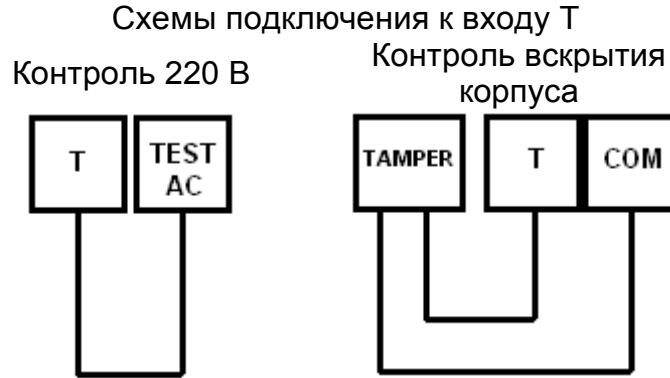 Схемы подключения к входу Т
Контроль 220 В
Контроль вскрытия
корпуса
T
TEST
AC
TAMPER
T
COM